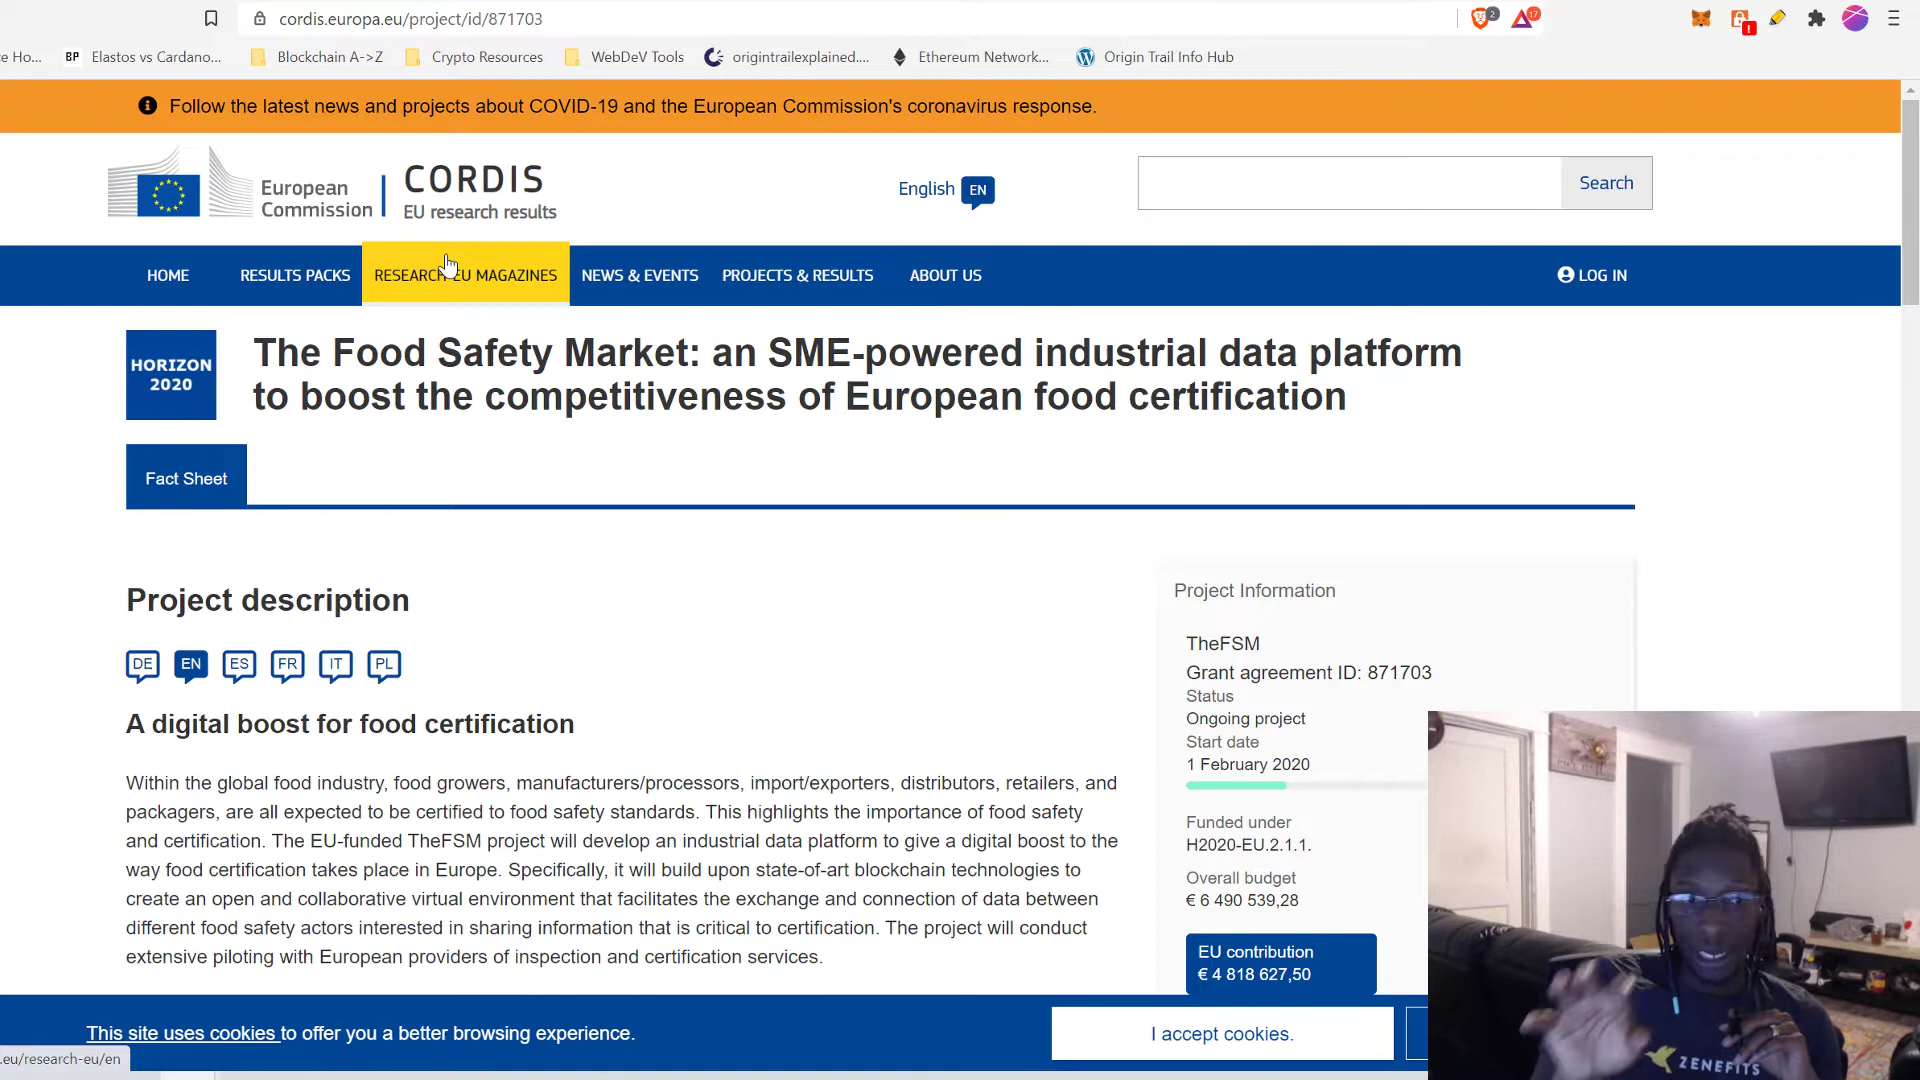 cordis.europa.eu/project/id/871703
2
17
ce Ho...
BP Elastos vs Cardano...
Blockchain A->Z
Crypto Resources
WebDeV Tools
origintrailexplained....
Ethereum Network...
Origin Trail Info Hub
Follow the latest news and projects about COVID-19 and the European Commission's coronavirus response.
European
Commission
CORDIS
EU research results
English EN
Search
HOME
RESULTS PACKS
RESEARCH*EU MAGAZINES
NEWS & EVENTS
PROJECTS & RESULTS
ABOUT US
LOG IN
HORIZON
2020
The Food Safety Market: an SME-powered industrial data platform
to boost the competitiveness of European food certification
Fact Sheet
Project description
DE EN ES FR IT PL
A digital boost for food certification
Within the global food industry, food growers, manufacturers/processors, import/exporters, distributors, retailers, and
packagers, are all expected to be certified to food safety standards. This highlights the importance of food safety
and certification. The EU-funded TheFSM project will develop an industrial data platform to give a digital boost to the
way food certification takes place in Europe. Specifically, it will build upon state-of-art blockchain technologies to
create an open and collaborative virtual environment that facilitates the exchange and connection of data between
different food safety actors interested in sharing information that is critical to certification. The project will conduct
extensive piloting with European providers of inspection and certification services.
Project Information
TheFSM
Grant agreement ID: 871703
Status
Ongoing project
Start date
1 February 2020
Funded under
H2020-EU.2.1.1.
Overall budget
€ 6 490 539,28
EU contribution
€ 4 818 627,50
This site uses cookies to offer you a better browsing experience.
I accept cookies.
.eu/research-eu/en
ZENEFITS